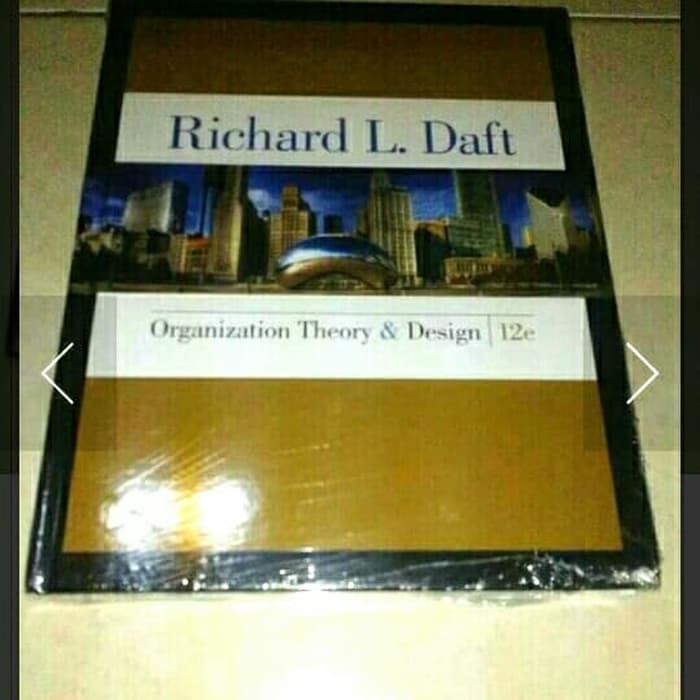 Richard L. Daft
Organization Theory & Design | 12e